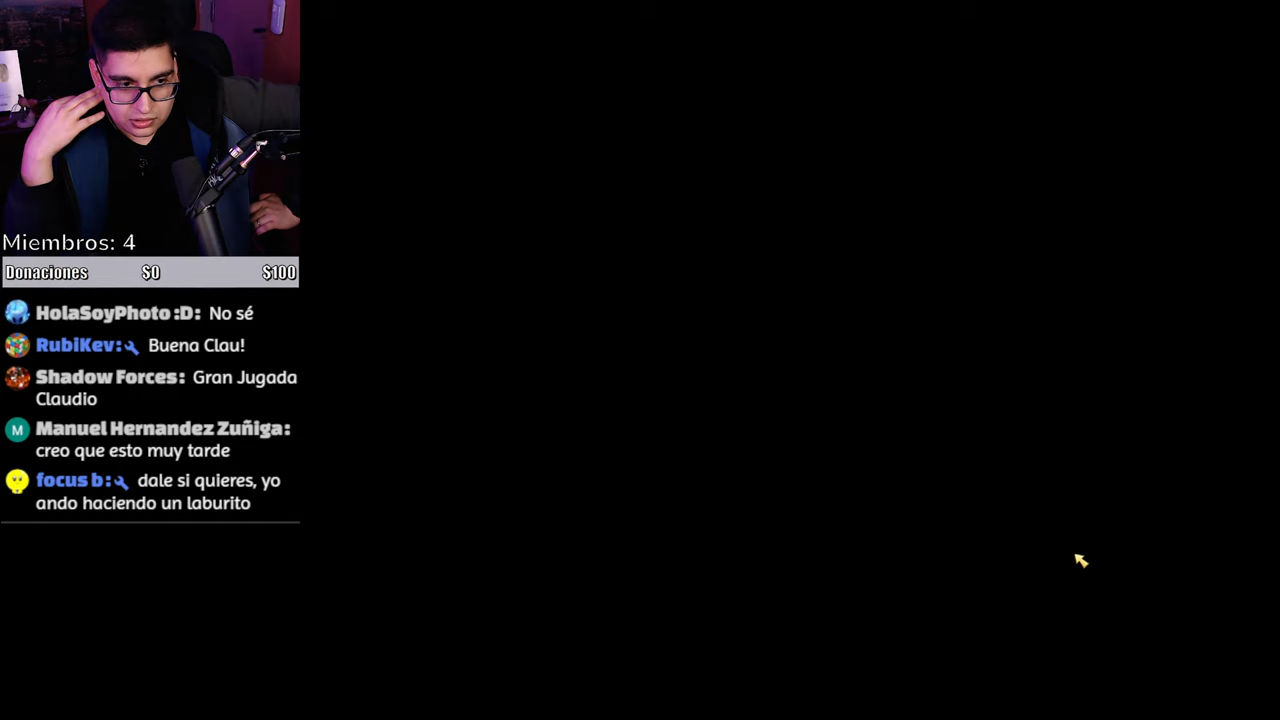 Miembros: 4
Donaciones $0 $100
HolaSoyPhoto :D: No sé
RubiKev: Buena Clau!
Shadow Forces: Gran Jugada
Claudio
M Manuel Hernandez Zuñiga:
creo que esto muy tarde
focus b: dale si quieres, yo
ando haciendo un laburito